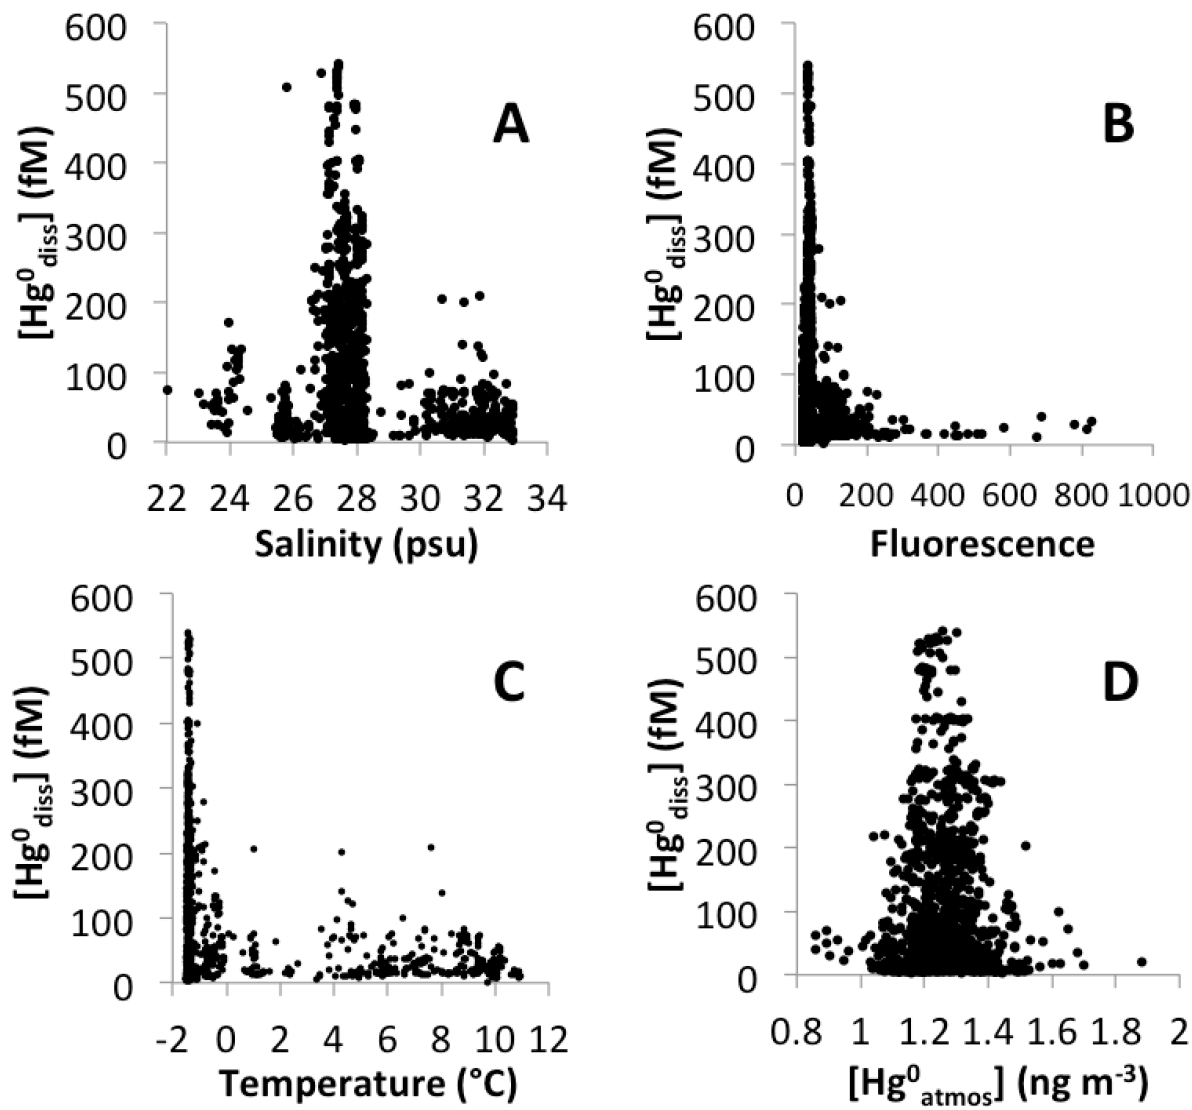 600
500
400
300
200
100
0
[Hg⁰diss] (fM)
A
22 24 26 28 30 32 34
Salinity (psu)
600
500
400
300
200
100
0
[Hg⁰diss] (fM)
B
0 200 400 600 800 1000
Fluorescence
600
500
400
300
200
100
0
[Hg⁰diss] (fM)
C
-2 0 2 4 6 8 10 12
Temperature (°C)
600
500
400
300
200
100
0
[Hg⁰diss] (fM)
D
0.8 1 1.2 1.4 1.6 1.8 2
[Hg⁰atmos] (ng m⁻³)